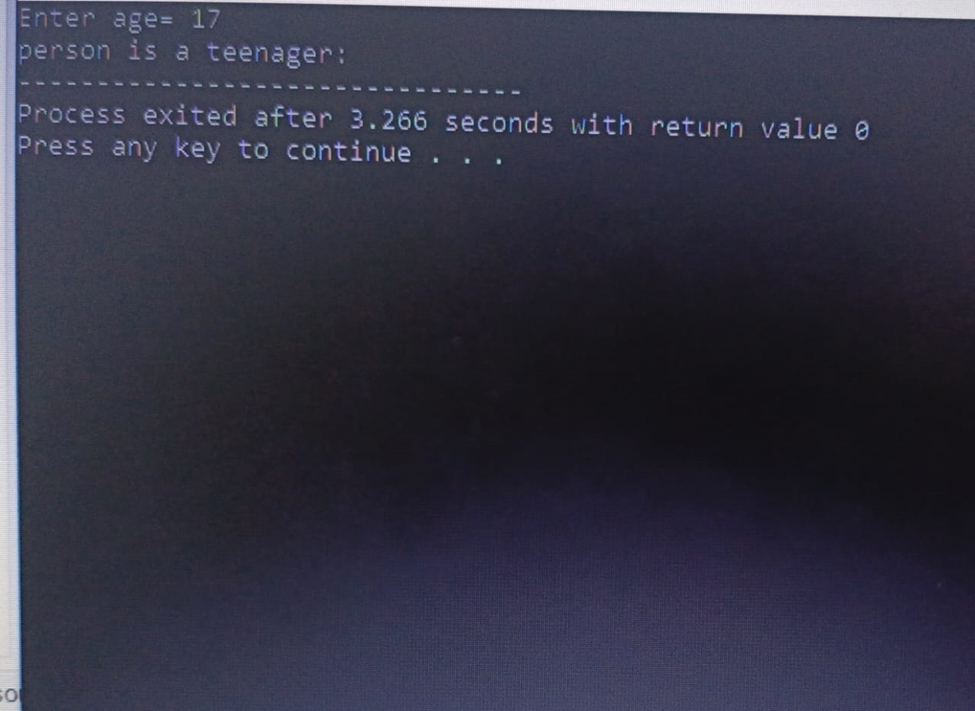 Enter age= 17
person is a teenager:
--------------------------------
Process exited after 3.266 seconds with return value 0
Press any key to continue . . .